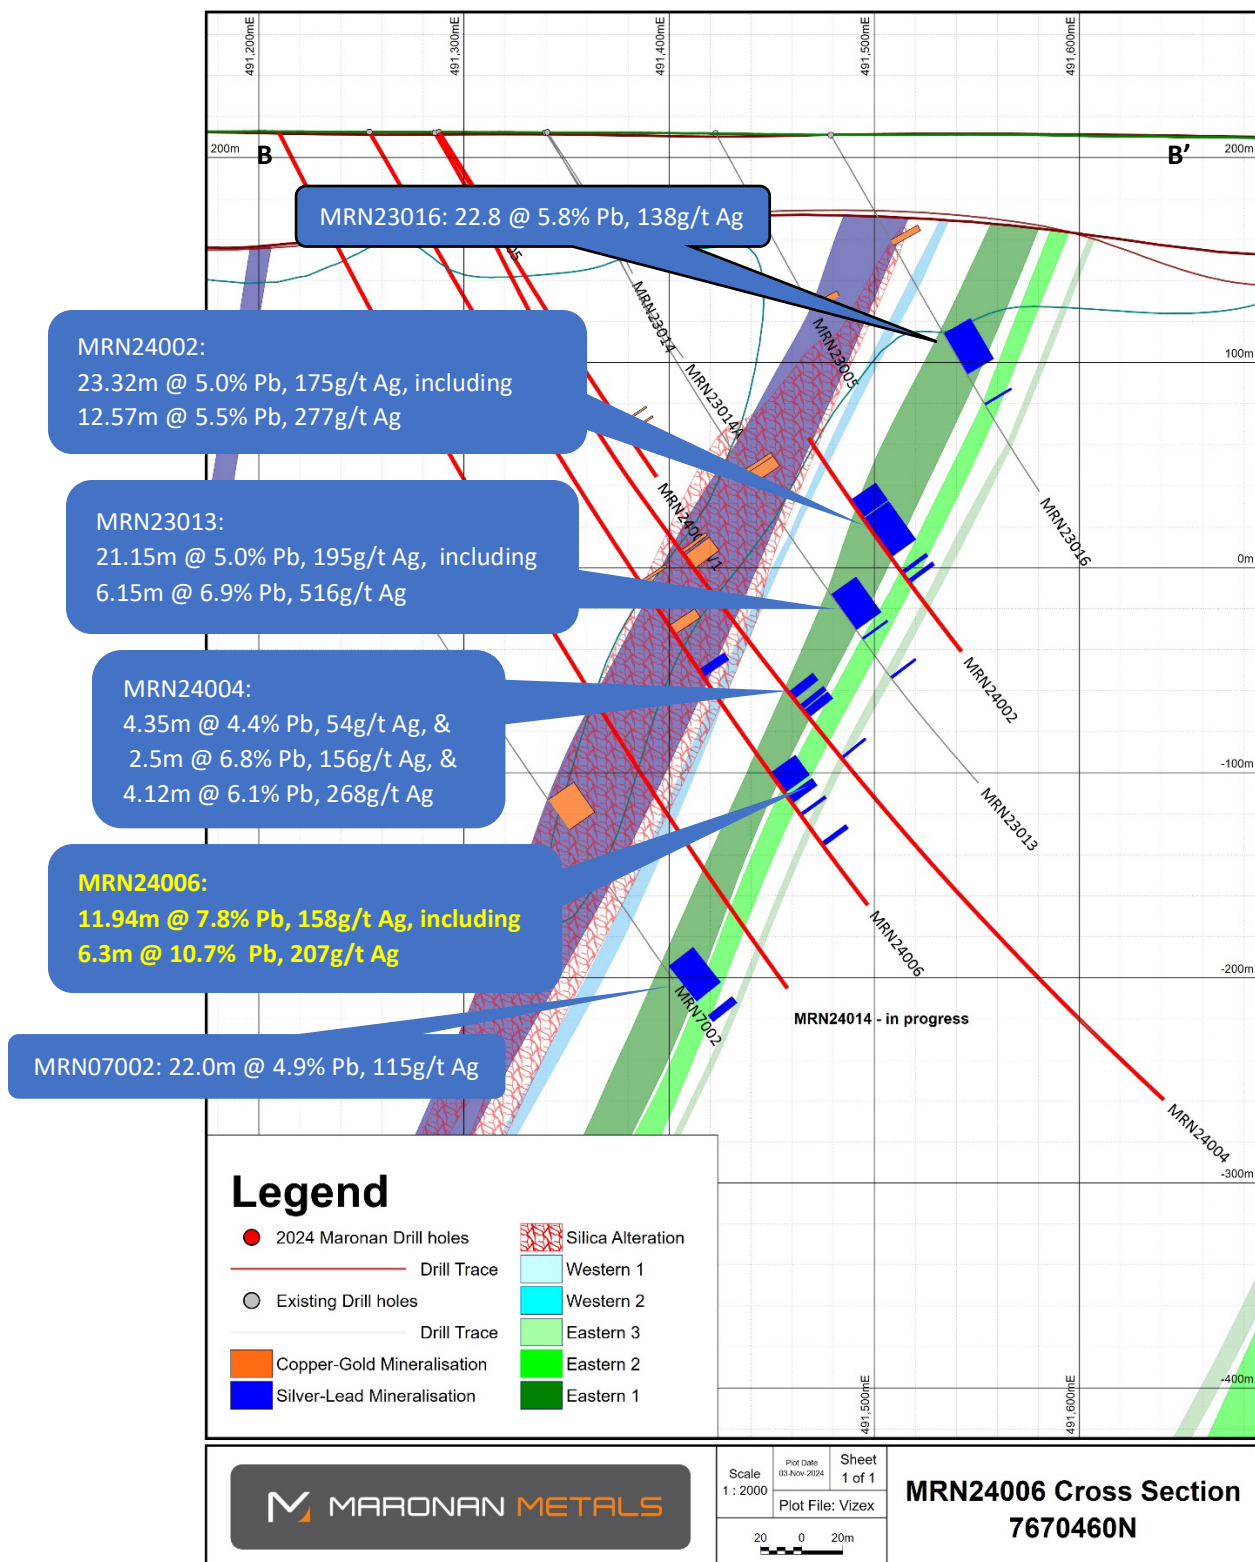 491,200mE
491,300mE
491,400mE
491,500mE
491,600mE
200m
B
B’
200m
MRN23016: 22.8 @ 5.8% Pb, 138g/t Ag
05
MRN23014
MRN23005
MRN23014A
100m
MRN24002:
23.32m @ 5.0% Pb, 175g/t Ag, including
12.57m @ 5.5% Pb, 277g/t Ag
MRN23016
MRN23013:
21.15m @ 5.0% Pb, 195g/t Ag, including
6.15m @ 6.9% Pb, 516g/t Ag
0m
MRN24002
MRN24004:
4.35m @ 4.4% Pb, 54g/t Ag, &
2.5m @ 6.8% Pb, 156g/t Ag, &
4.12m @ 6.1% Pb, 268g/t Ag
-100m
MRN23013
MRN24006:
11.94m @ 7.8% Pb, 158g/t Ag, including
6.3m @ 10.7% Pb, 207g/t Ag
MRN24006
-200m
MRN7002
MRN24014 - in progress
MRN07002: 22.0m @ 4.9% Pb, 115g/t Ag
MRN24004
-300m
Legend
2024 Maronan Drill holes
Drill Trace
Existing Drill holes
Drill Trace
Copper-Gold Mineralisation
Silver-Lead Mineralisation
Silica Alteration
Western 1
Western 2
Eastern 3
Eastern 2
Eastern 1
-400m
491,500mE
491,600mE
MARONAN METALS
Scale
1 : 2000
Plot Date
03-Nov-2024
Sheet
1 of 1
Plot File: Vizex
20 0 20m
MRN24006 Cross Section
7670460N